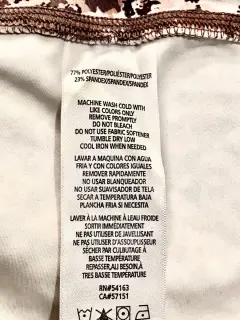 77% POLYESTER/POLIÉSTER/POLYESTER
23% SPANDEX/SPANDEX/SPANDEX
MACHINE WASH COLD WITH
LIKE COLORS ONLY
REMOVE PROMPTLY
DO NOT BLEACH
DO NOT USE FABRIC SOFTENER
TUMBLE DRY LOW
COOL IRON WHEN NEEDED
LAVAR A MAQUINA CON AGUA
FRIA Y CON COLORES IGUALES
REMOVER RAPIDAMENTE
NO USAR BLANQUEADOR
NO USAR SUAVISADOR DE TELA
SECAR A TEMPERATURA BAJA
PLANCHA FRIA SI NECESITA
LAVER À LA MACHINE À LEAU FROIDE
SORTIR IMMÉDATEMENT
NE PAS UTILISER DE JAVELLISANT
NE PAS UTILISER D'ASSOUPLISSEUR
SÉCHER PAR CULBUTAGE À
BASSE TEMPÉRATURE
REPASSER, AU BESOIN, À
TRES BASSE TEMPÉRATURE
RN#54163
CA#57151